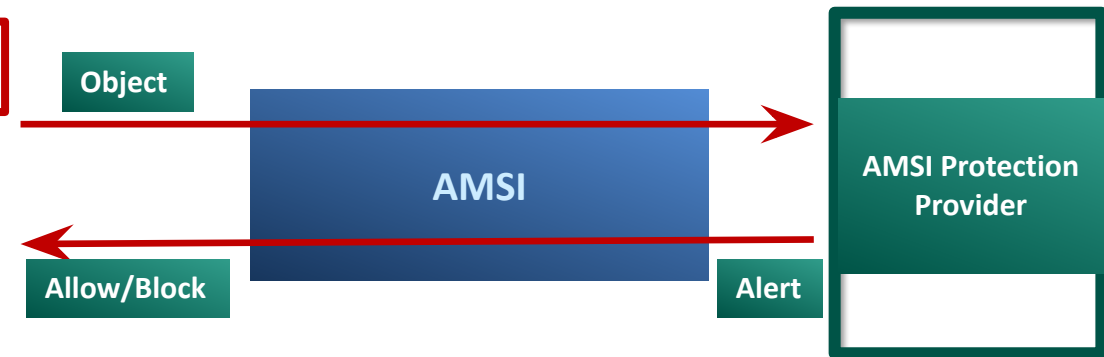 Object
AMSI
AMSI Protection
Provider
Allow/Block
Alert